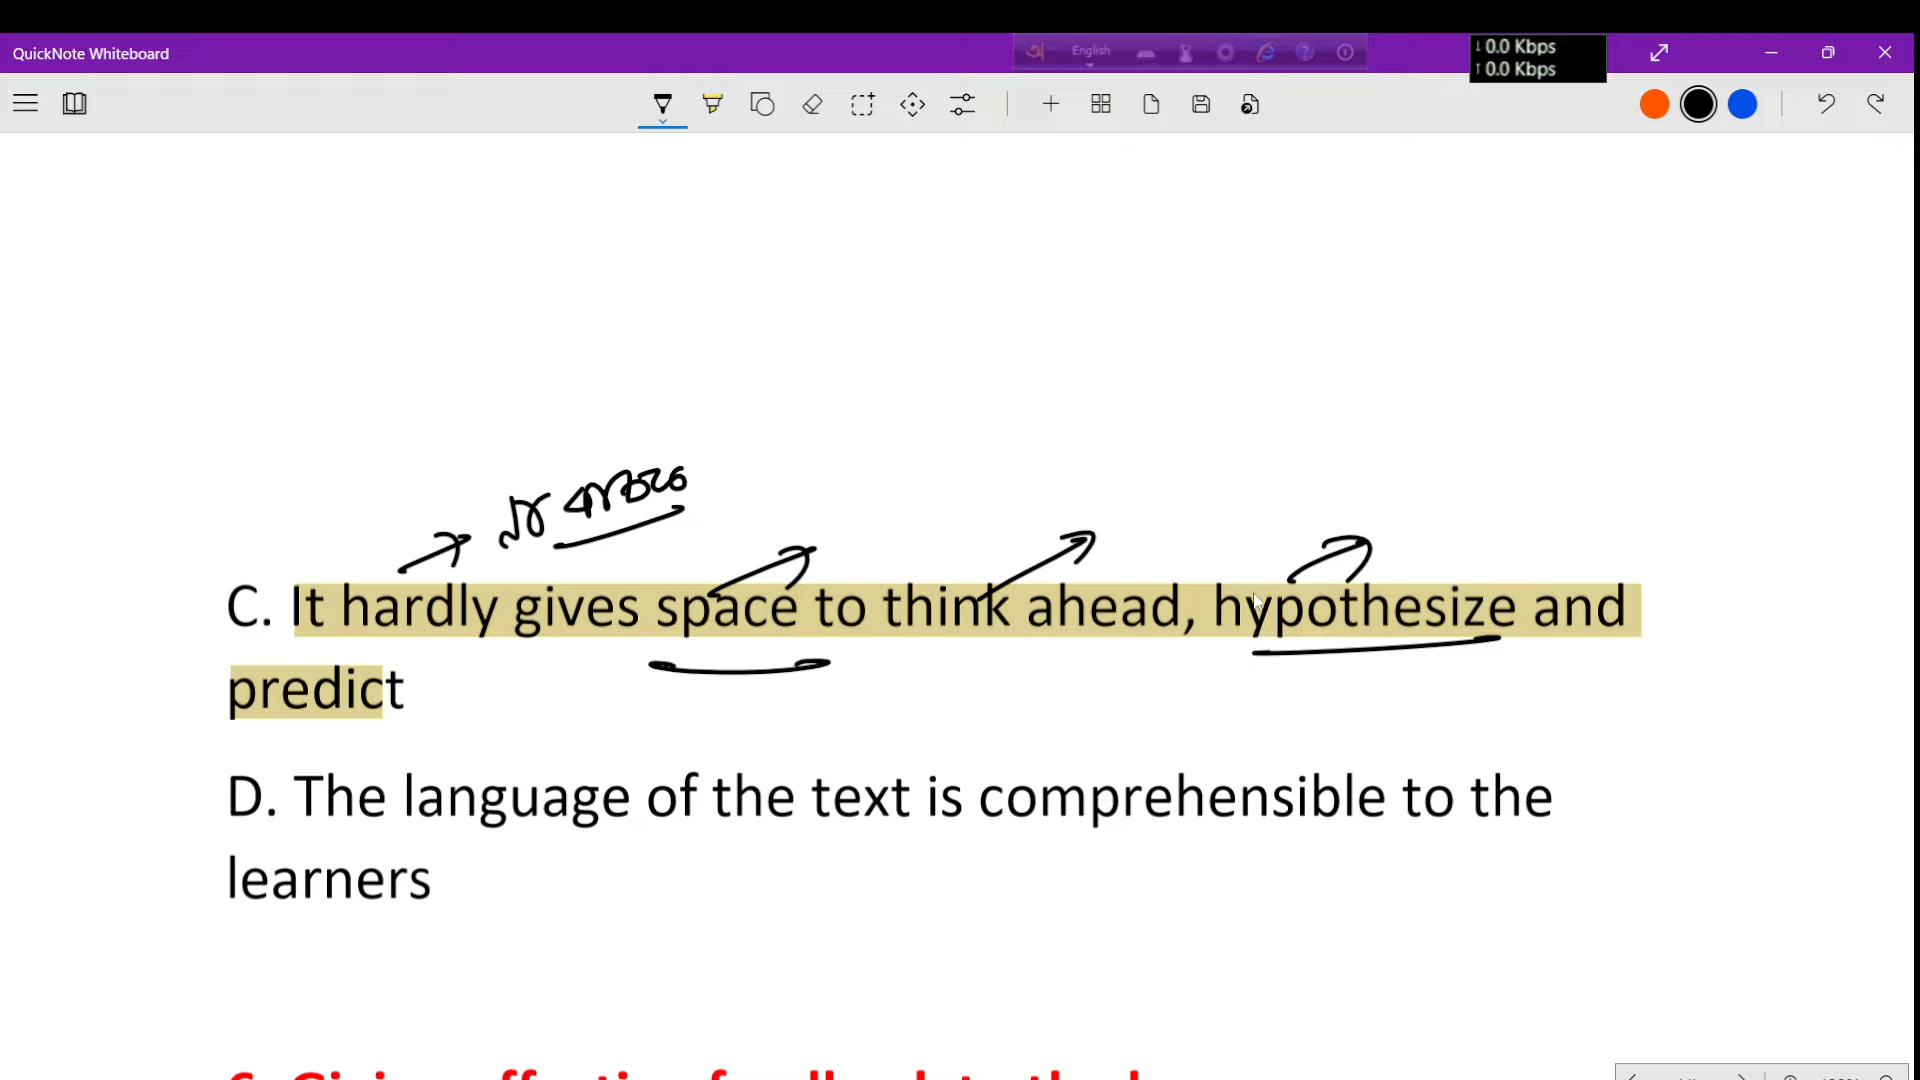 QuickNote Whiteboard
English
↓ 0.0 Kbps
↑ 0.0 Kbps
C. It hardly gives space to think ahead, hypothesize and
predict
D. The language of the text is comprehensible to the
learners